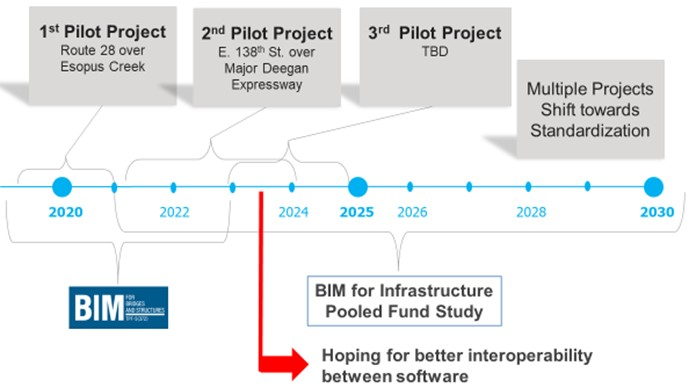 1st Pilot Project
Route 28 over
Esopus Creek
2nd Pilot Project
E. 138th St. over
Major Deegan
Expressway
3rd Pilot Project
TBD
Multiple Projects
Shift towards
Standardization
2020
2022
2024
2025
2026
2028
2030
BIM
FOR
BRIDGES
AND STRUCTURES
BIM for Infrastructure
Pooled Fund Study
Hoping for better interoperability
between software